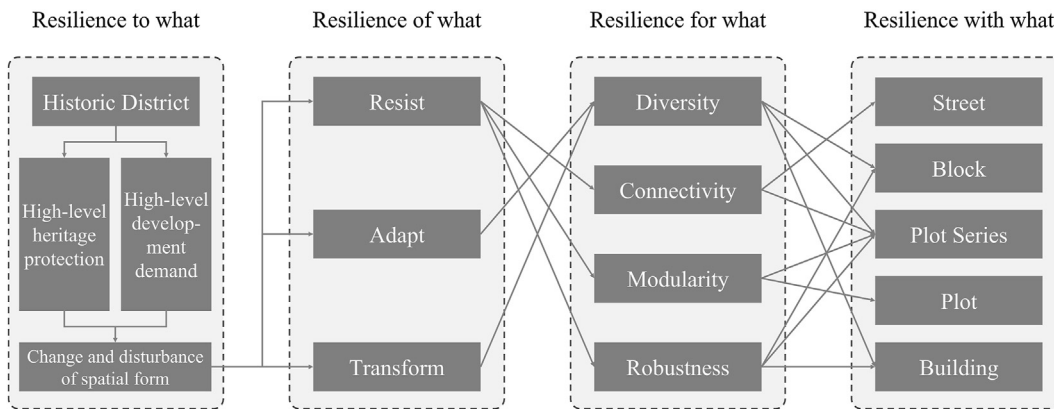 Resilience to what
Resilience of what
Resilience for what
Resilience with what
Historic District
High-level
heritage
protection
High-level
develop-
ment
demand
Change and disturbance
of spatial form
Resist
Adapt
Transform
Diversity
Connectivity
Modularity
Robustness
Street
Block
Plot Series
Plot
Building